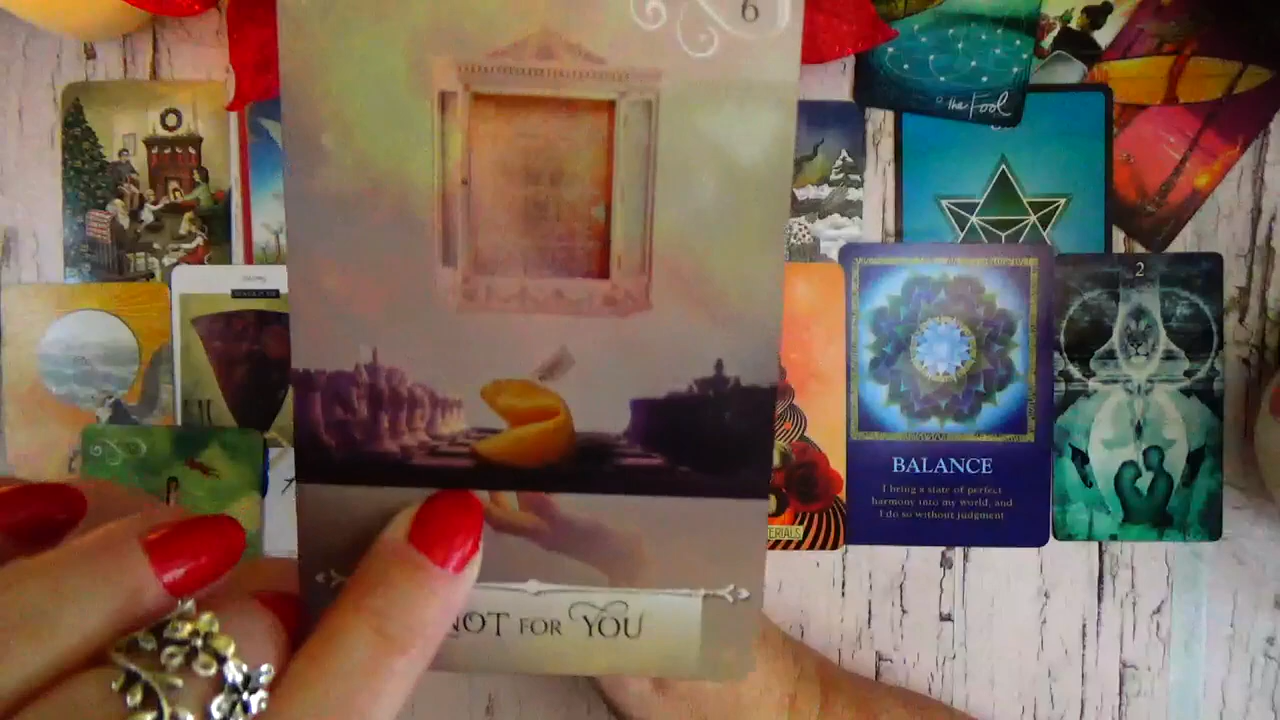 6
the Fool
2
NOT FOR YOU
BALANCE
I bring a state of perfect
harmony into my world, and
I do so without judgment